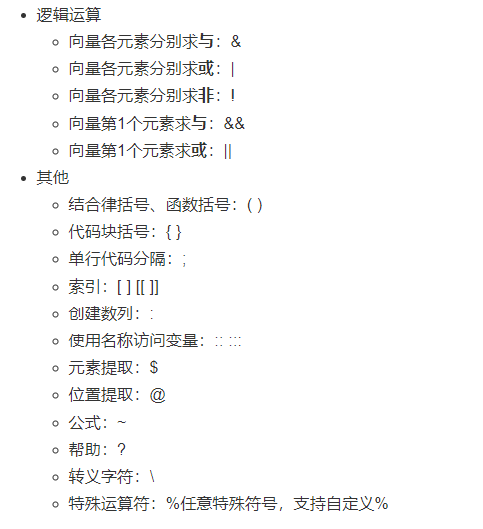 逻辑运算
向量各元素分别求与：&
向量各元素分别求或：|
向量各元素分别求非：!
向量第1个元素求与：&&
向量第1个元素求或：||
其他
结合律括号、函数括号：( )
代码块括号：{ }
单行代码分隔：;
索引：[ ] [[ ]]
创建数列：:
使用名称访问变量：:: :::
元素提取：$
位置提取：@
公式：~
帮助：?
转义字符：\
特殊运算符：%任意特殊符号，支持自定义%